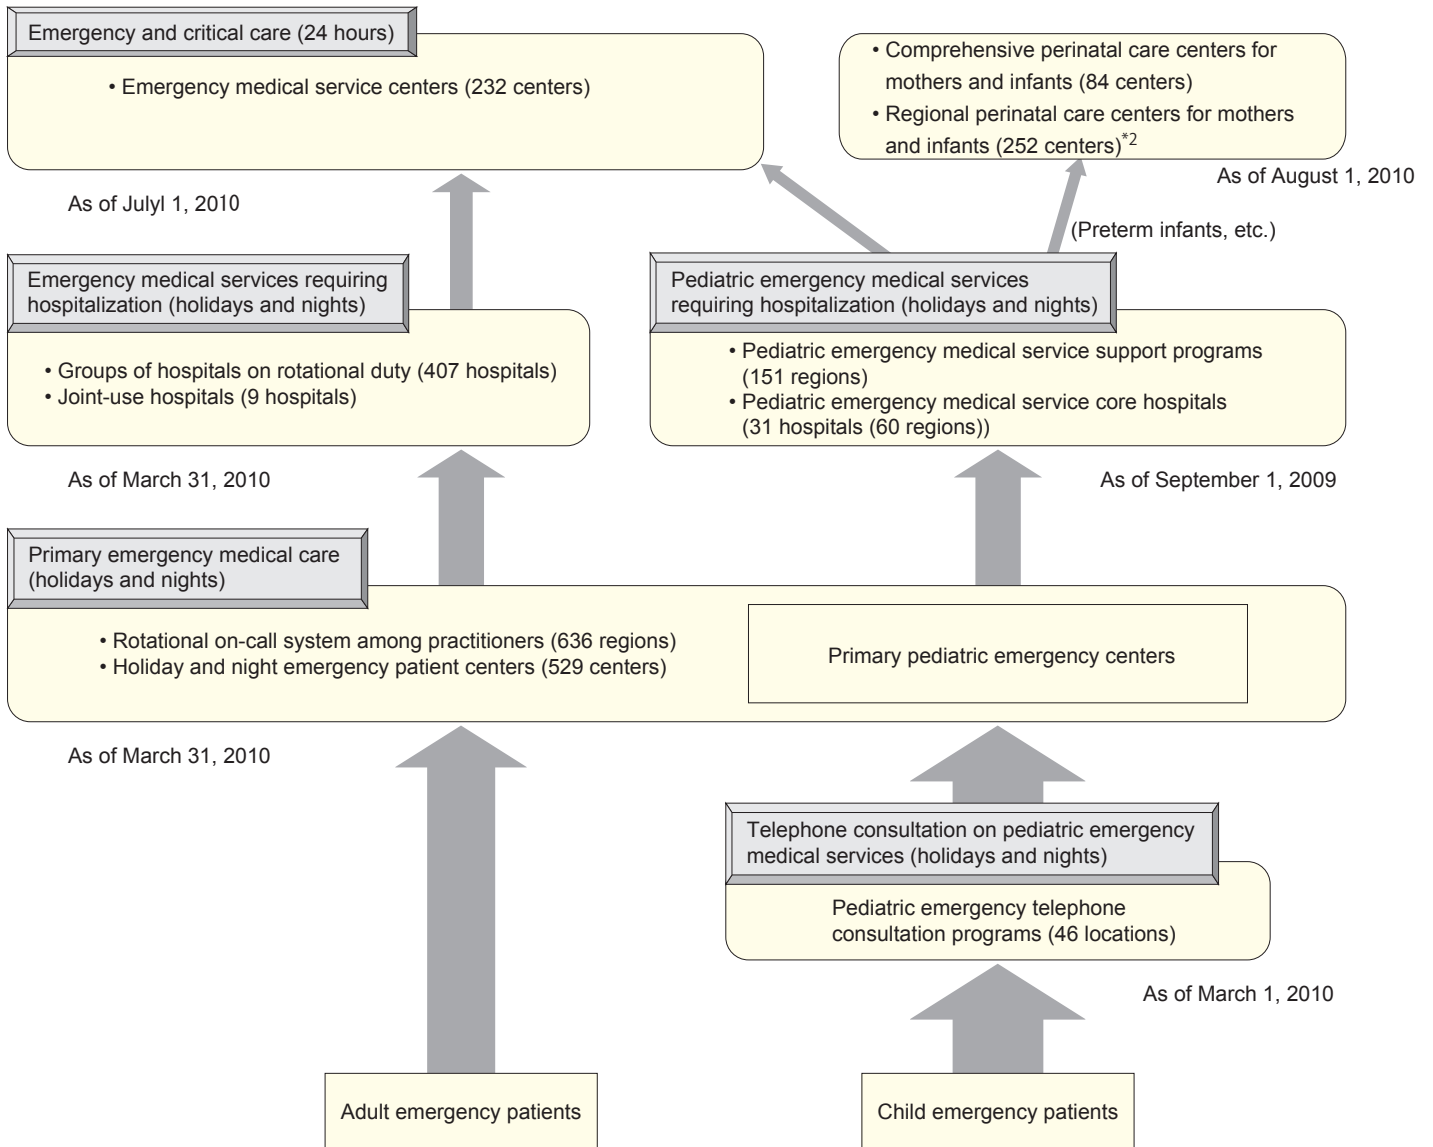 Emergency and critical care (24 hours)
• Emergency medical service centers (232 centers)
As of Julyl 1, 2010
• Comprehensive perinatal care centers for
mothers and infants (84 centers)
• Regional perinatal care centers for mothers
and infants (252 centers)*2
As of August 1, 2010
(Preterm infants, etc.)
Emergency medical services requiring
hospitalization (holidays and nights)
• Groups of hospitals on rotational duty (407 hospitals)
• Joint-use hospitals (9 hospitals)
As of March 31, 2010
Pediatric emergency medical services
requiring hospitalization (holidays and nights)
• Pediatric emergency medical service support programs
(151 regions)
• Pediatric emergency medical service core hospitals
(31 hospitals (60 regions))
As of September 1, 2009
Primary emergency medical care
(holidays and nights)
• Rotational on-call system among practitioners (636 regions)
• Holiday and night emergency patient centers (529 centers)
Primary pediatric emergency centers
As of March 31, 2010
Telephone consultation on pediatric emergency
medical services (holidays and nights)
Pediatric emergency telephone
consultation programs (46 locations)
As of March 1, 2010
Adult emergency patients
Child emergency patients